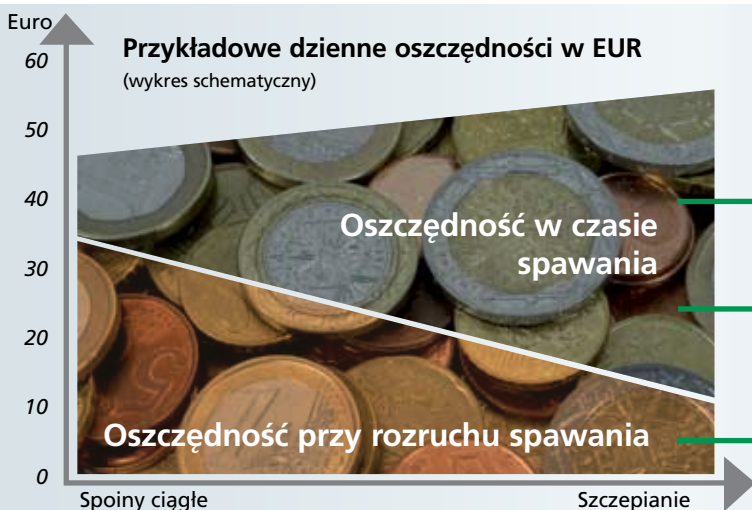 Euro
Przykładowe dzienne oszczędności w EUR
(wykres schematyczny)
60
50
40
30
20
10
0
Oszczędność w czasie
spawania
Oszczędność przy rozruchu spawania
Spoiny ciągłe
Szczepianie